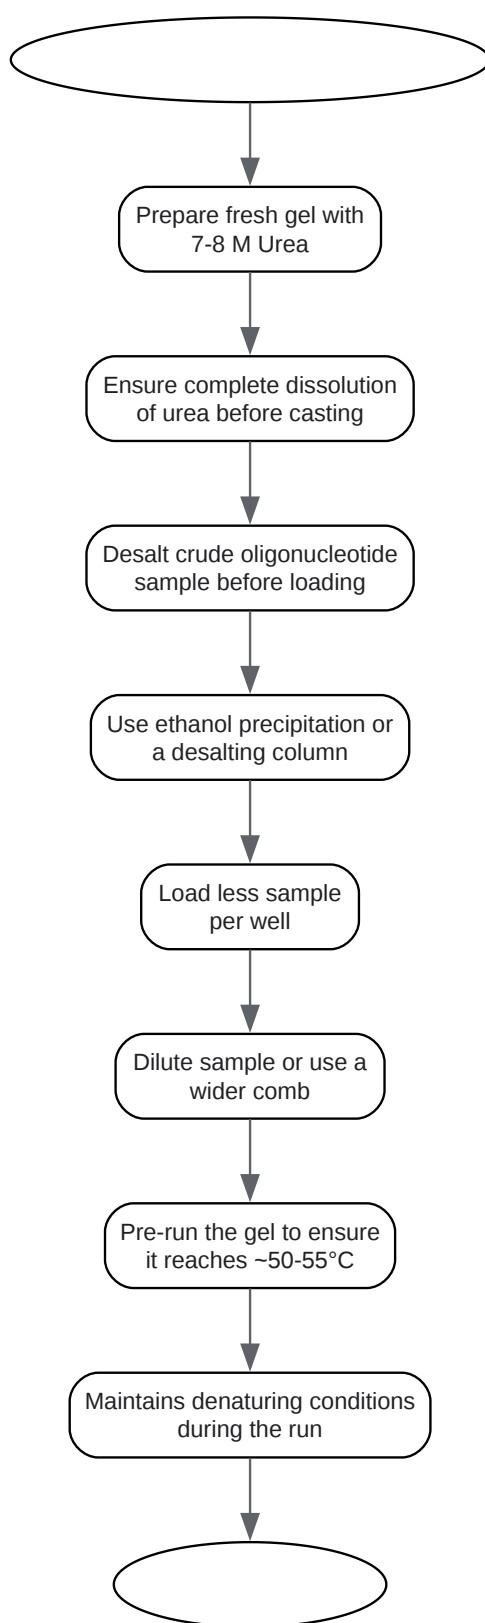 Prepare fresh gel with
7-8 M Urea
Ensure complete dissolution
of urea before casting
Desalt crude oligonucleotide
sample before loading
Use ethanol precipitation or
a desalting column
Load less sample
per well
Dilute sample or use a
wider comb
Pre-run the gel to ensure
it reaches ~50-55°C
Maintains denaturing conditions
during the run